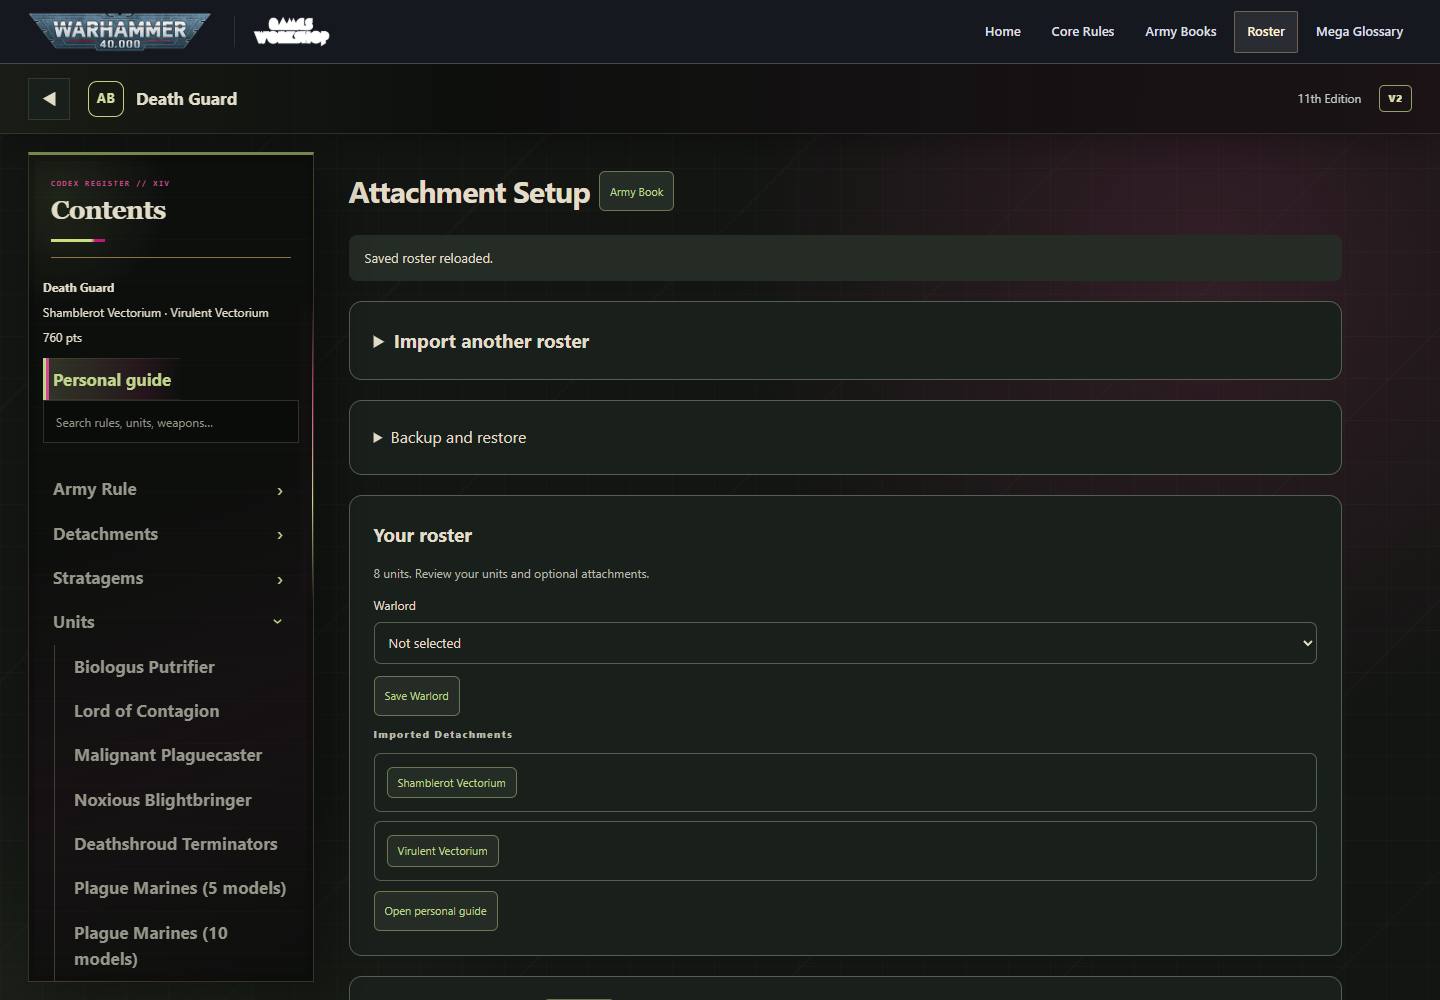 WARHAMMER
40,000
GAMES
WORKSHOP
Home
Core Rules
Army Books
Roster
Mega Glossary
◀
AB
Death Guard
11th Edition
V2
CODEX REGISTER // XIV
Contents
Death Guard
Shamblerot Vectorium · Virulent Vectorium
760 pts
Personal guide
Search rules, units, weapons...
Army Rule
Detachments
Stratagems
Units
Biologus Putrifier
Lord of Contagion
Malignant Plaguecaster
Noxious Blightbringer
Deathshroud Terminators
Plague Marines (5 models)
Plague Marines (10
models)
Attachment Setup
Army Book
Saved roster reloaded.
Import another roster
Backup and restore
Your roster
8 units. Review your units and optional attachments.
Warlord
Not selected
Save Warlord
Imported Detachments
Shamblerot Vectorium
Virulent Vectorium
Open personal guide